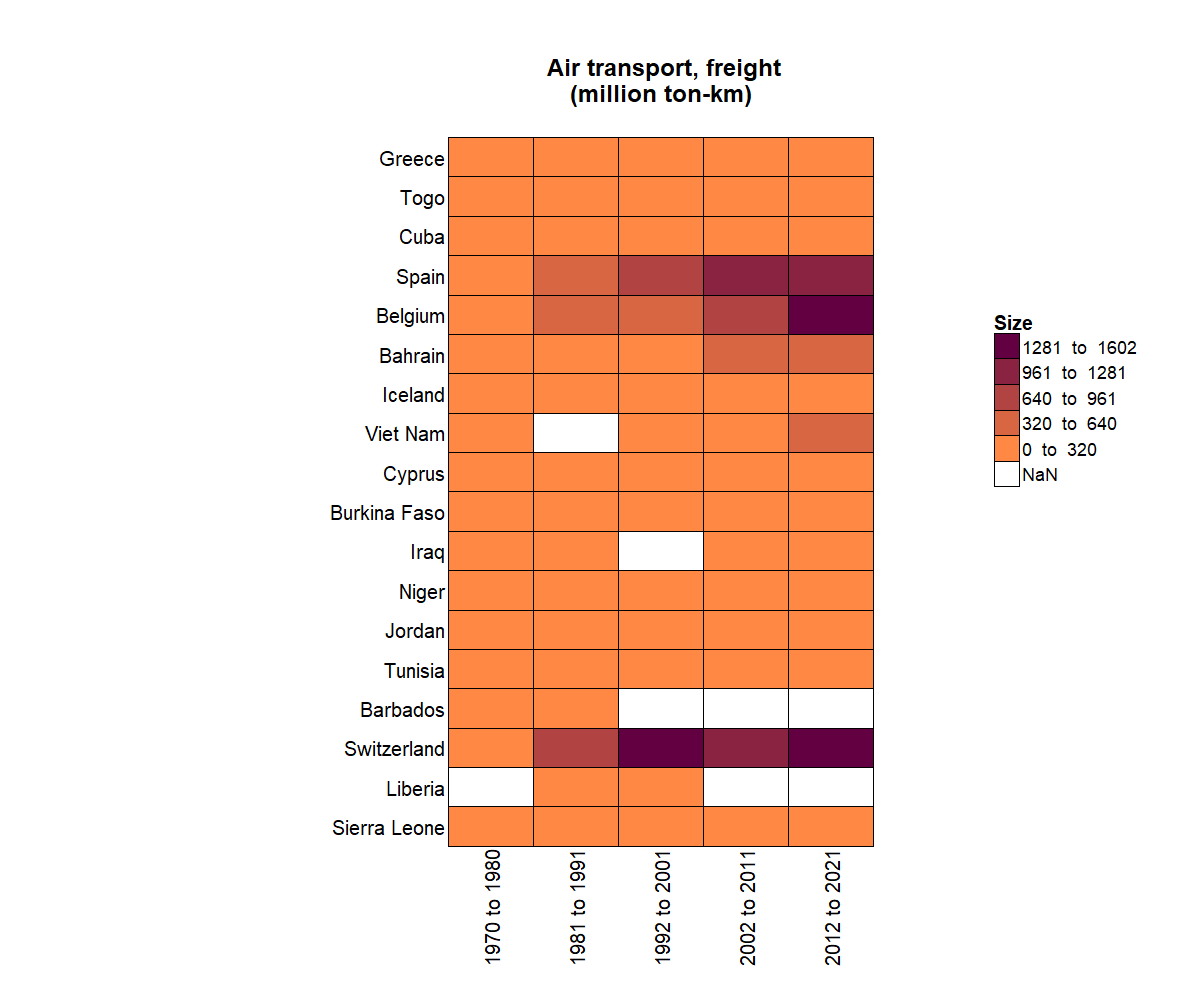 Air transport, freight
(million ton-km)
Greece
Togo
Cuba
Spain
Belgium
Bahrain
Iceland
Viet Nam
Cyprus
Burkina Faso
Iraq
Niger
Jordan
Tunisia
Barbados
Switzerland
Liberia
Sierra Leone
1970 to 1980
1981 to 1991
1992 to 2001
2002 to 2011
2012 to 2021
Size
1281 to 1602
961 to 1281
640 to 961
320 to 640
0 to 320
NaN